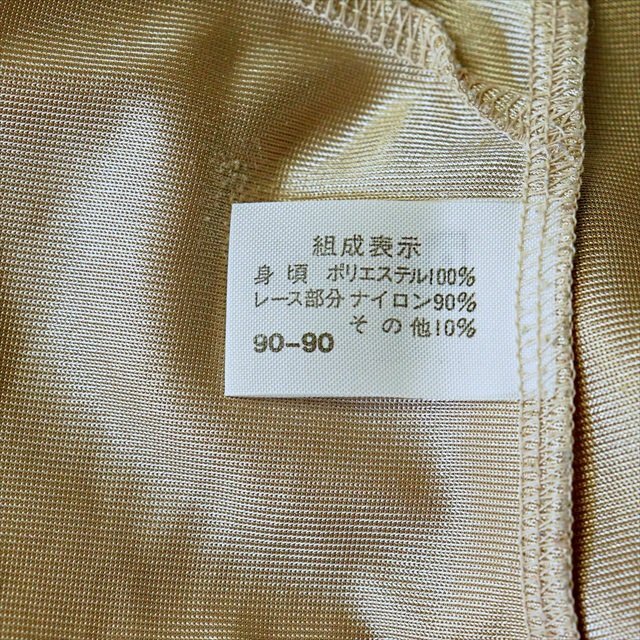 組成表示
身頃 ポリエステル100%
レース部分 ナイロン90%
その他10%
90-90